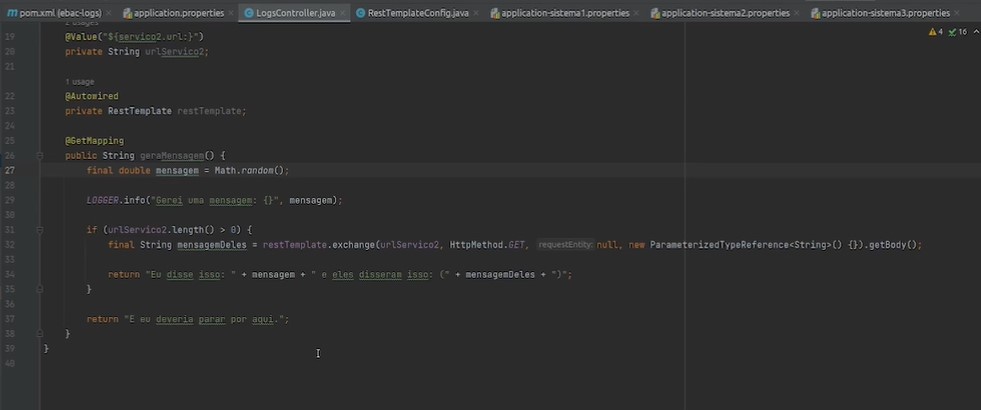 pom.xml (ebac-logs) × application.properties × LogsController.java × RestTemplateConfig.java × application-sistema1.properties × application-sistema2.properties × application-sistema3.properties ×
2 usages
4 16
19 @Value("${servico2.url:}")
20 private String urlServico2;
21
1 usage
22 @Autowired
23 private RestTemplate restTemplate;
24
25 @GetMapping
26 public String geraMensagem() {
27 final double mensagem = Math.random();
28
29 LOGGER.info("Gerei uma mensagem: {}", mensagem);
30
31 if (urlServico2.length() > 0) {
32 final String mensagemDeles = restTemplate.exchange(urlServico2, HttpMethod.GET, requestEntity: null, new ParameterizedTypeReference<String>() {}).getBody();
33
34 return "Eu disse isso: " + mensagem + " e eles disseram isso: (" + mensagemDeles + ")";
35 }
36
37 return "E eu deveria parar por aqui.";
38 }
39 }
40